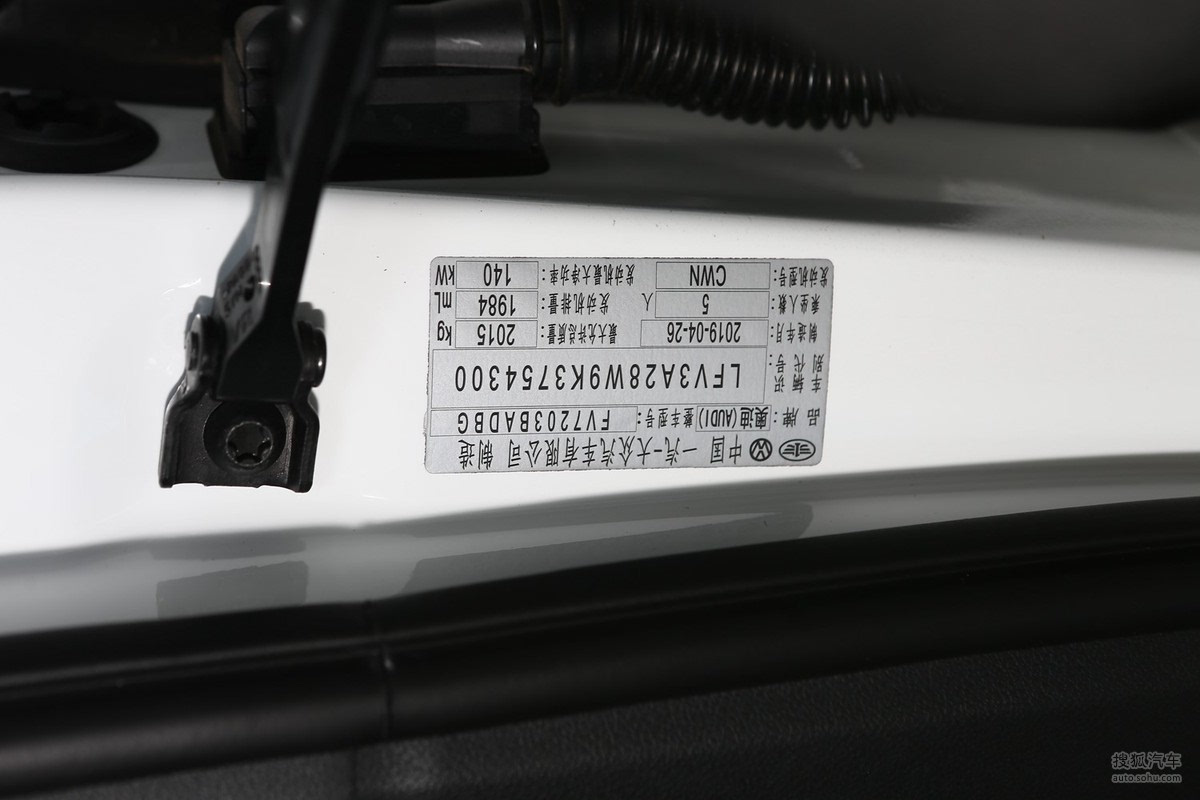 中国 一汽-大众汽车有限公司 制造
品牌: 奥迪(AUDI) 整车型号: FV7203BADBG
车辆识别代号: LFV3A28W9K3754300
制造年月: 2019-04-26 最大允许总质量: 2015 kg
乘坐人数: 5 人 发动机排量: 1984 mL
发动机型号: CWN 发动机最大净功率: 140 kW
搜狐汽车
auto.sohu.com